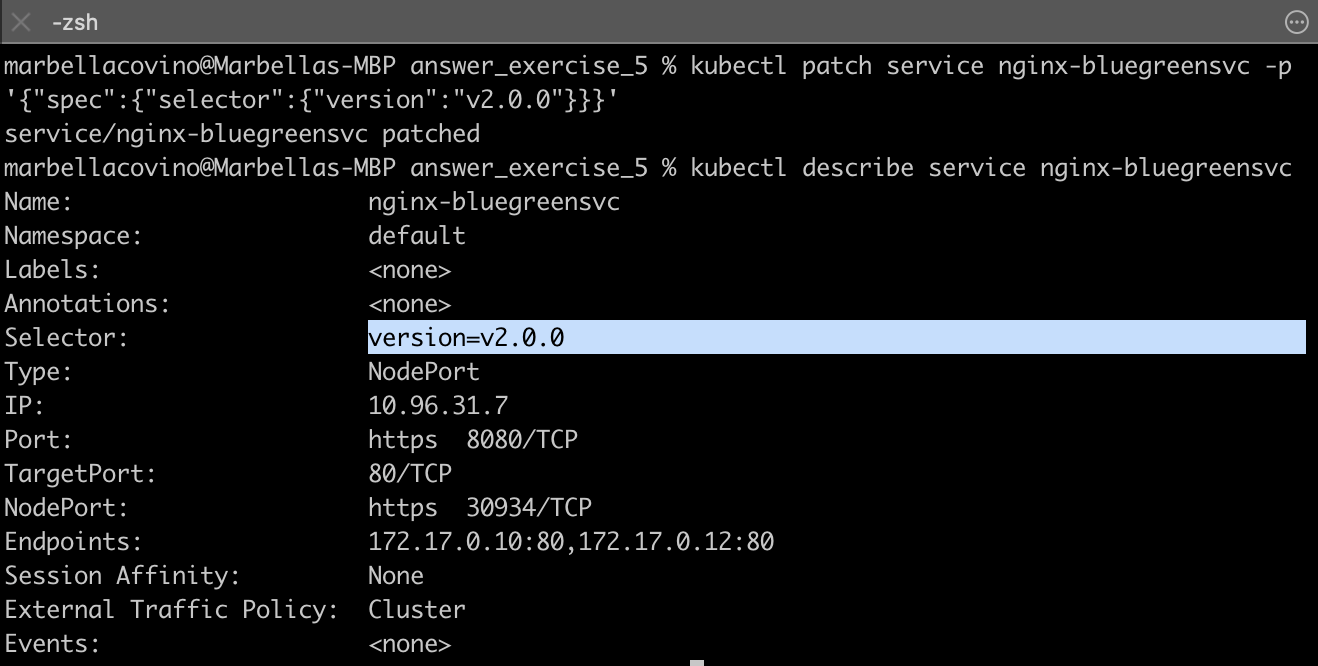 -zsh
marbellacovino@Marbellas-MBP answer_exercise_5 % kubectl patch service nginx-bluegreensvc -p
'{"spec":{"selector":{"version":"v2.0.0"}}}'
service/nginx-bluegreensvc patched
marbellacovino@Marbellas-MBP answer_exercise_5 % kubectl describe service nginx-bluegreensvc
Name:                     nginx-bluegreensvc
Namespace:                default
Labels:                   <none>
Annotations:              <none>
Selector:                 version=v2.0.0
Type:                     NodePort
IP:                       10.96.31.7
Port:                     https  8080/TCP
TargetPort:               80/TCP
NodePort:                 https  30934/TCP
Endpoints:                172.17.0.10:80,172.17.0.12:80
Session Affinity:         None
External Traffic Policy:  Cluster
Events:                   <none>